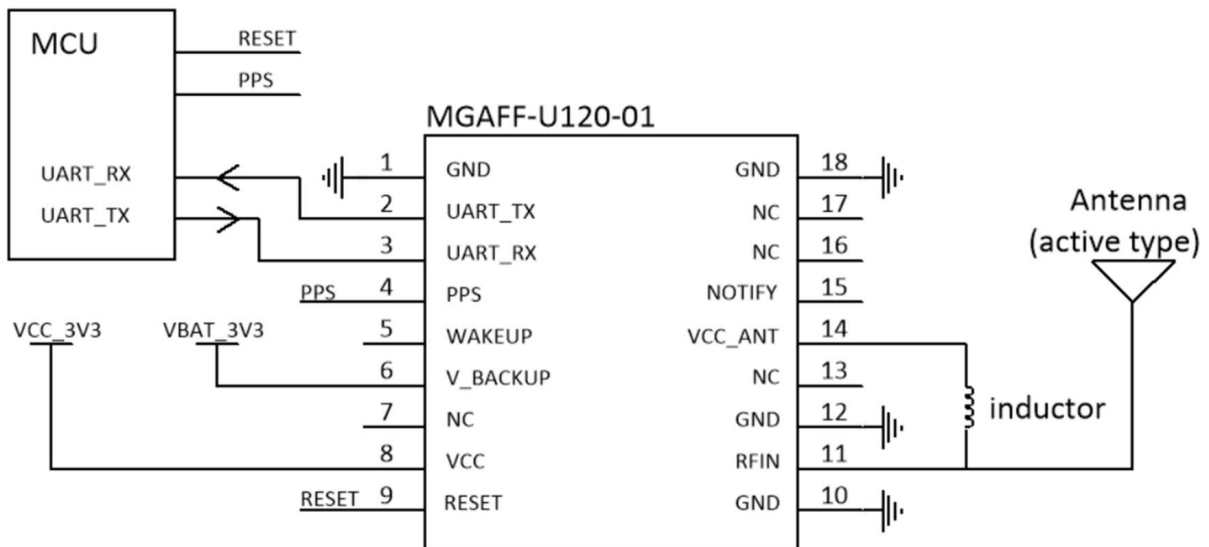 MCU
RESET
PPS
UART_RX
UART_TX
MGAFF-U120-01
1 GND
2 UART_TX
3 UART_RX
PPS 4 PPS
5 WAKEUP
6 V_BACKUP
7 NC
8 VCC
RESET 9 RESET
VCC_3V3
VBAT_3V3
GND 18
NC 17
NC 16
NOTIFY 15
VCC_ANT 14
NC 13
GND 12
RFIN 11
GND 10
Antenna
(active type)
inductor